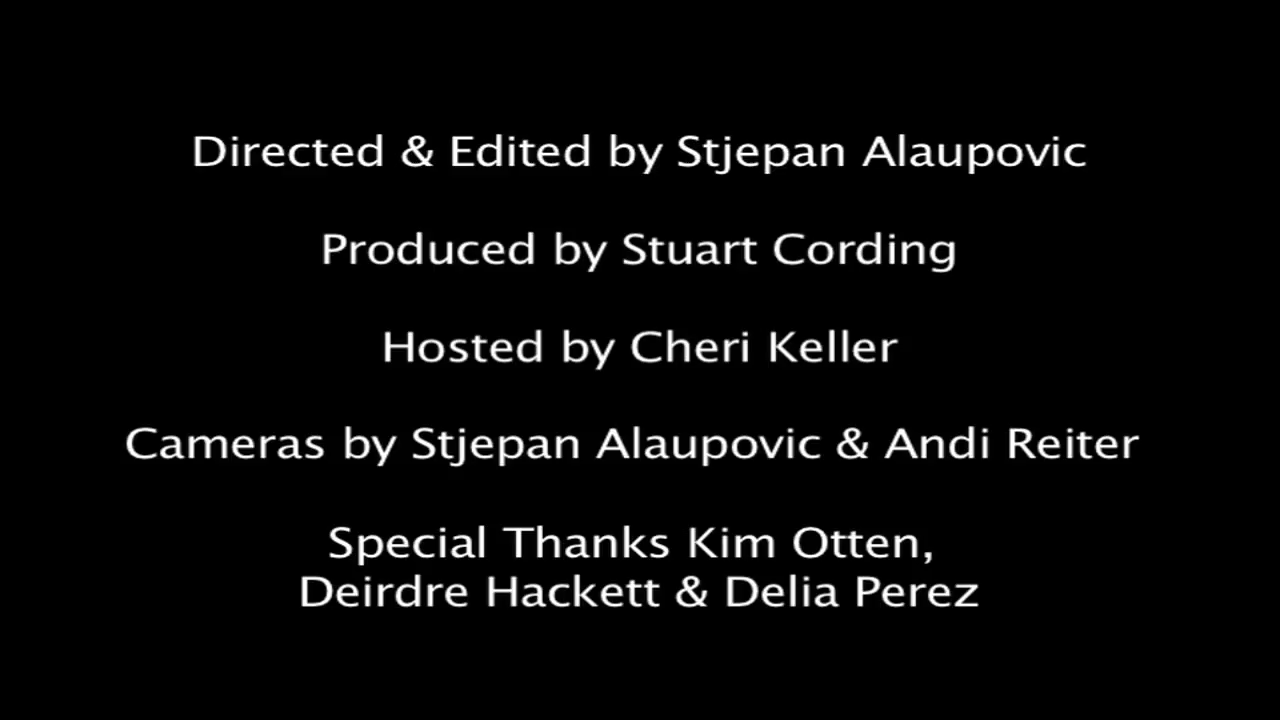 Directed & Edited by Stjepan Alaupovic
Produced by Stuart Cording
Hosted by Cheri Keller
Cameras by Stjepan Alaupovic & Andi Reiter
Special Thanks Kim Otten,
Deirdre Hackett & Delia Perez